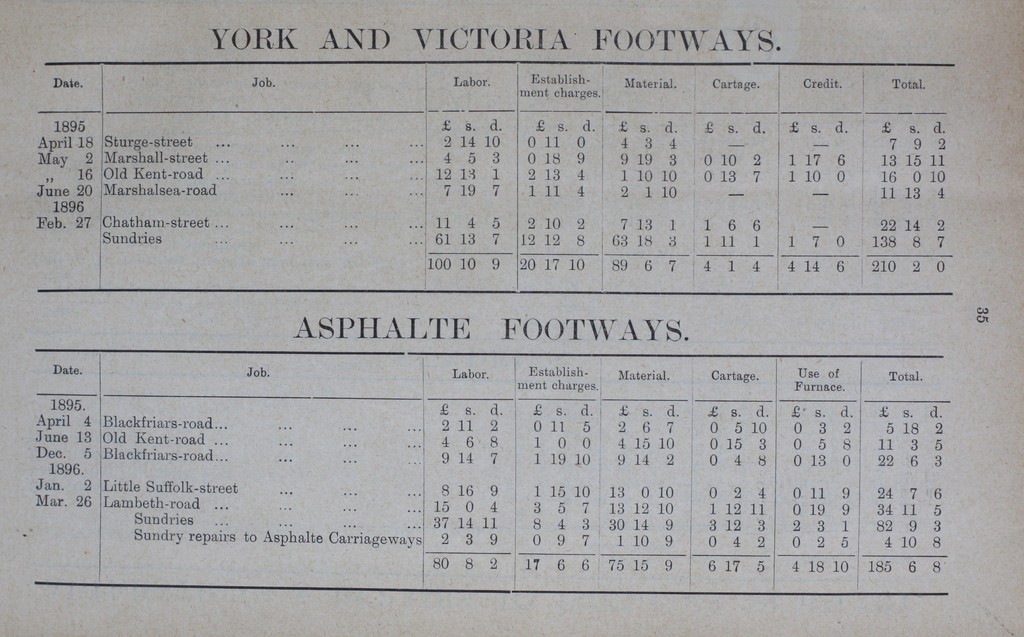 YORK AND VICTORIA FOOTWAYS.
Date. Job. Labor. Establish-ment charges. Material. Cartage. Credit. Total.
1895 £ s. d. £ s. d. £ s. d. £ s. d. £ s. d. £ s. d.
April 18 Sturge-street ... ... ... ... 2 14 10 0 11 0 4 3 4 — — 7 9 2
May 2 Marshall-street ... .. ... ... 4 5 3 0 18 9 9 19 3 0 10 2 1 17 6 13 15 11
„ 16 Old Kent-road ... ... ... ... 12 13 1 2 13 4 1 10 10 0 13 7 1 10 0 16 0 10
June 20 Marshalsea-road ... ... ... 7 19 7 1 11 4 2 1 10 — — 11 13 4
1896
Feb. 27 Chatham-street ... ... ... ... 11 4 5 2 10 2 7 13 1 1 6 6 — 22 14 2
Sundries ... ... ... ... 61 13 7 12 12 8 63 18 3 1 11 1 1 7 0 138 8 7
100 10 9 20 17 10 89 6 7 4 1 4 4 14 6 210 2 0
35
ASPHALTE FOOTWAYS.
Date. Job. Labor. Establish-ment charges. Material. Cartage. Use of Furnace. Total.
1895. £ s. d. £ s. d. £ s. d. £ s. d. £ s. d. £ s. d.
April 4 Blackfriars-road... ... ... ... 2 11 2 0 11 5 2 6 7 0 5 10 0 3 2 5 18 2
June 13 Old Kent-road ... ... ... ... 4 6 8 1 0 0 4 15 10 0 15 3 0 5 8 11 3 5
Dec. 5 Blackfriars-road... ... ... ... 9 14 7 1 19 10 9 14 2 0 4 8 0 13 0 22 6 3
1896.
Jan. 2 Little Suffolk-street ... ... ... 8 16 9 1 15 10 13 0 10 0 2 4 0 11 9 24 7 6
Mar. 26 Lambeth-road ... ... ... ... 15 0 4 3 5 7 13 12 10 1 12 11 0 19 9 34 11 5
Sundries ... ... ... ... 37 14 11 8 4 3 30 14 9 3 12 3 2 3 1 82 9 3
Sundry repairs to Asphalte Carriageways 2 3 9 0 9 7 1 10 9 0 4 2 0 2 5 4 10 8
80 8 2 17 6 6 75 15 9 6 17 5 4 18 10 185 6 8